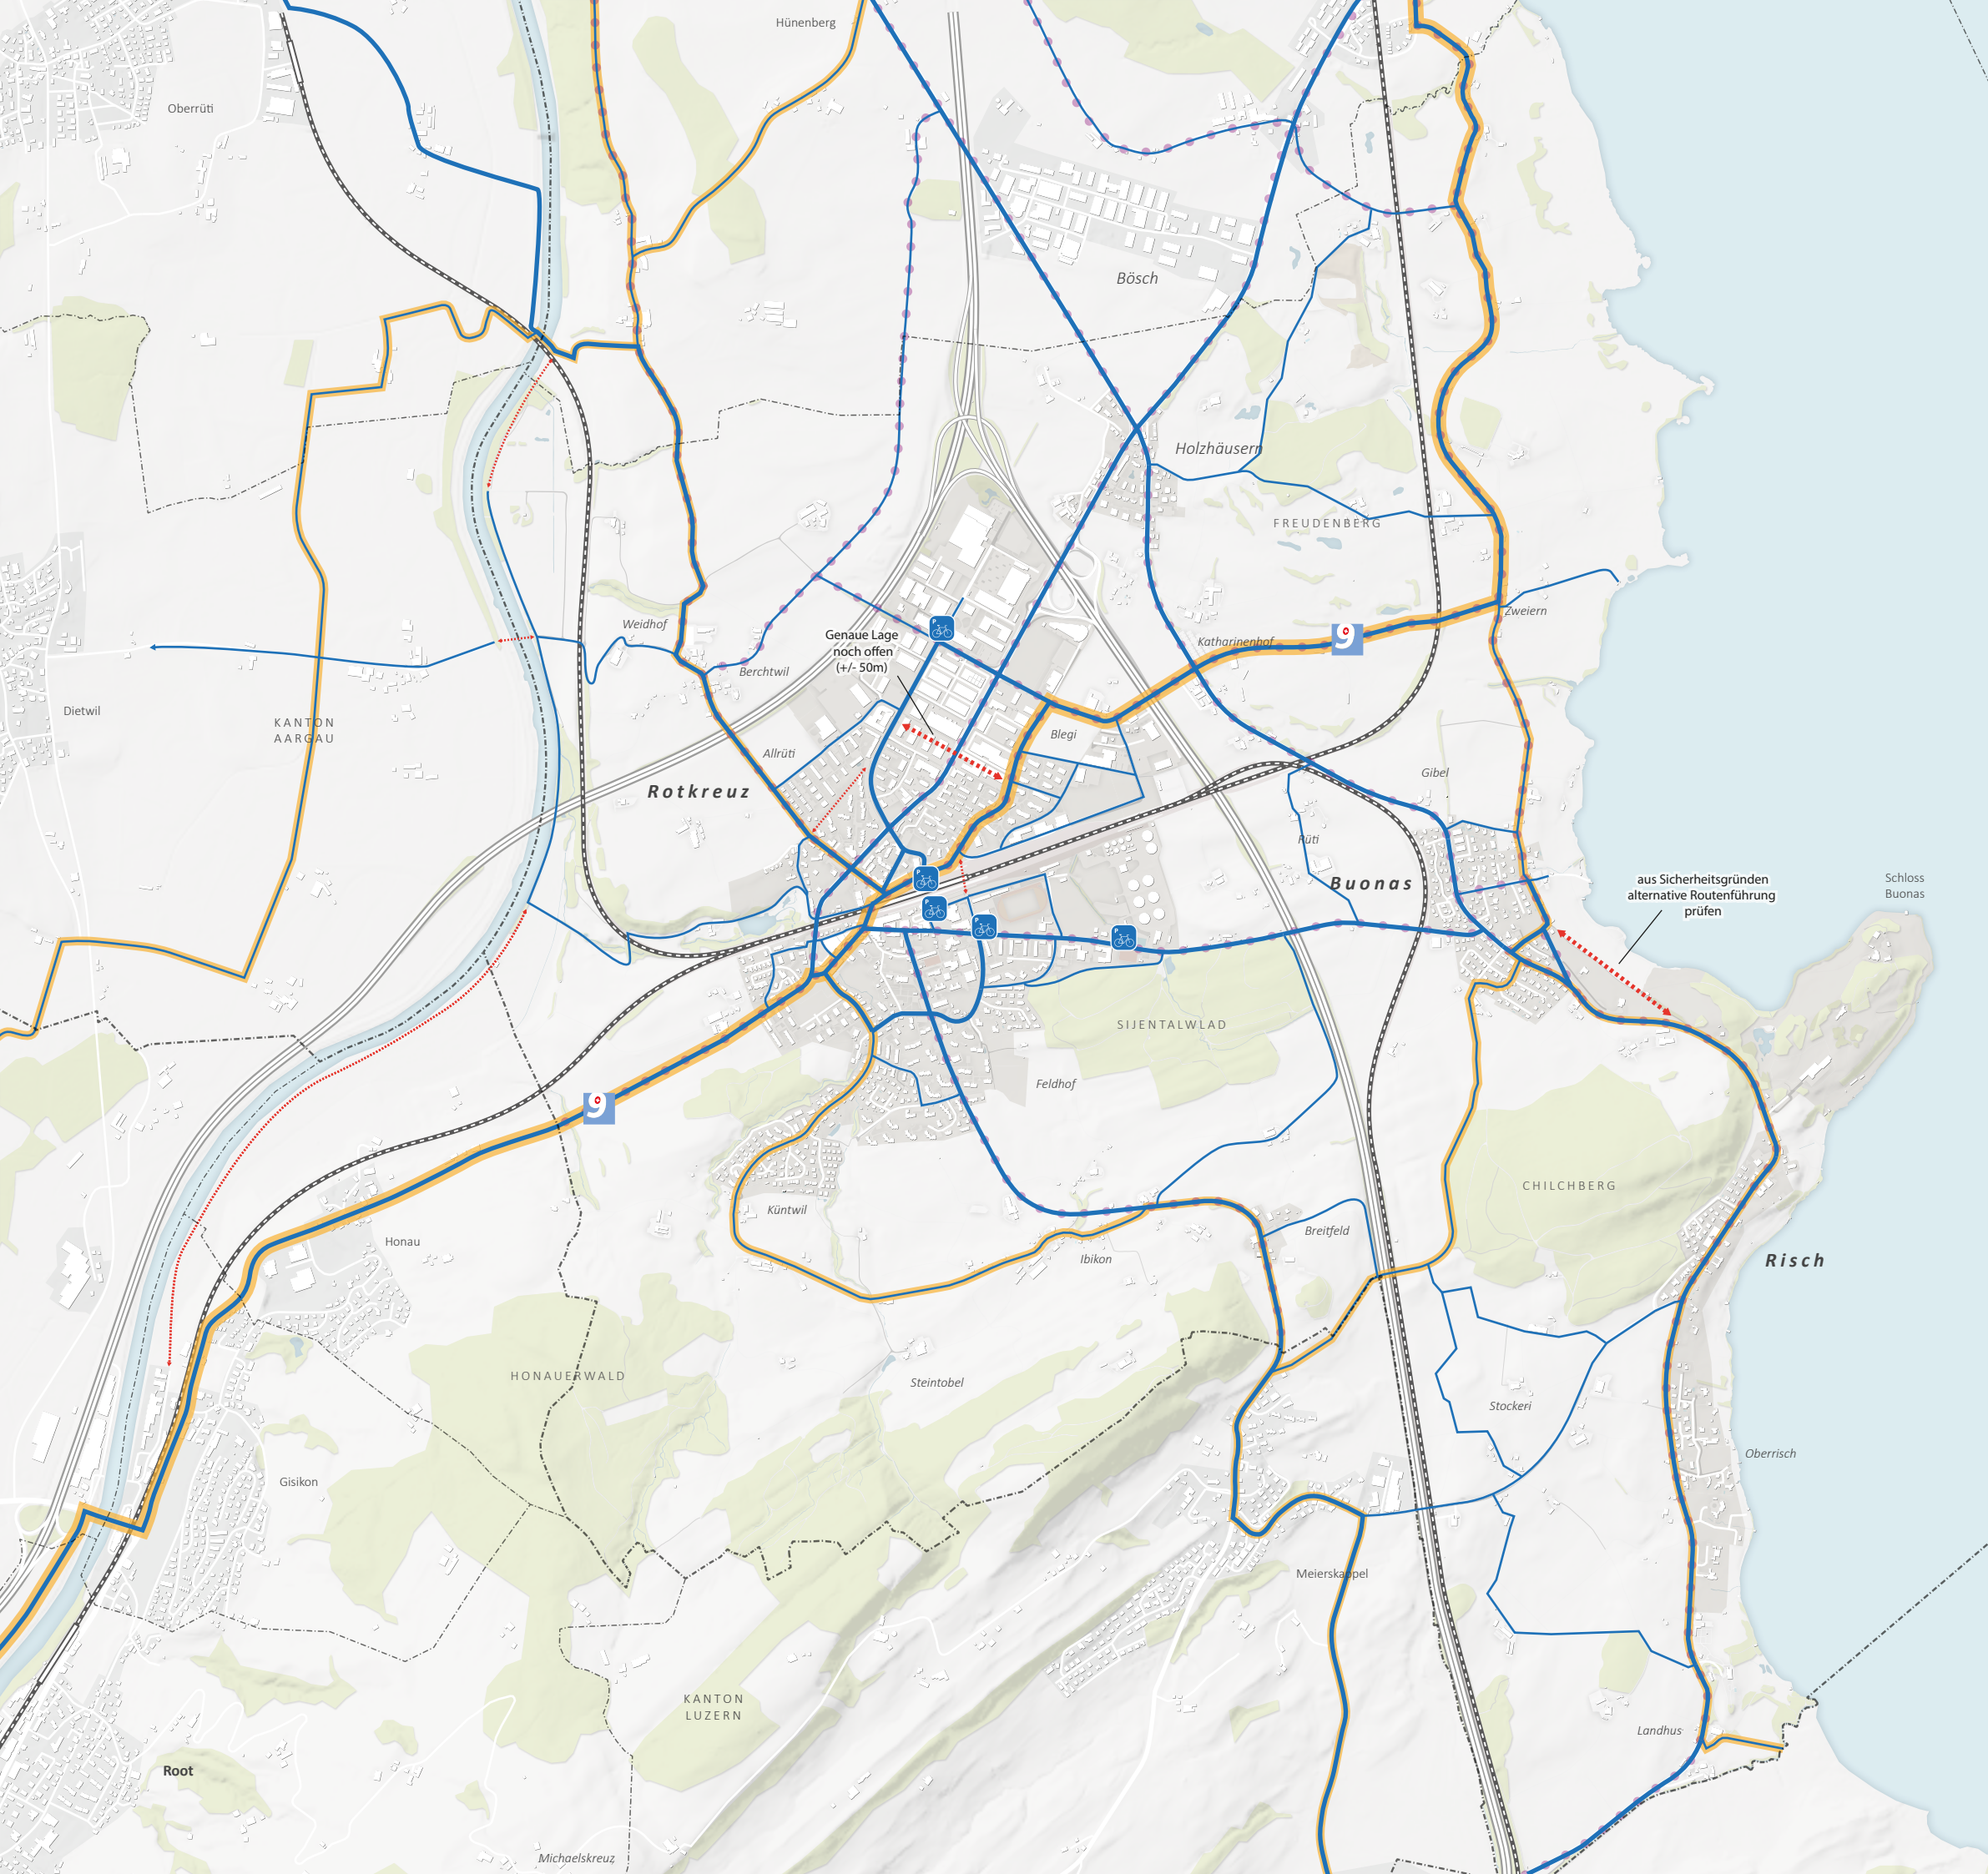 Hünenberg
Oberrüti
Bösch
Holzhäusern
FREUDENBERG
Zweiern
Weidhof
Genaue Lage
noch offen
(+/- 50m)
Katharinenhof
9
Berchtwil
Dietwil
KANTON
AARGAU
Blegi
Allrüti
Gibel
Rotkreuz
Rüti
Buonas
aus Sicherheitsgründen
alternative Routenführung
prüfen
Schloss
Buonas
P
P
P
P
P
SIJENTALWLAD
Feldhof
9
CHILCHBERG
Küntwil
Breitfeld
Honau
Ibikon
Risch
HONAUERWALD
Steintobel
Stockeri
Oberrisch
Gisikon
Meierskappel
KANTON
LUZERN
Landhus
Root
Michaelskreuz